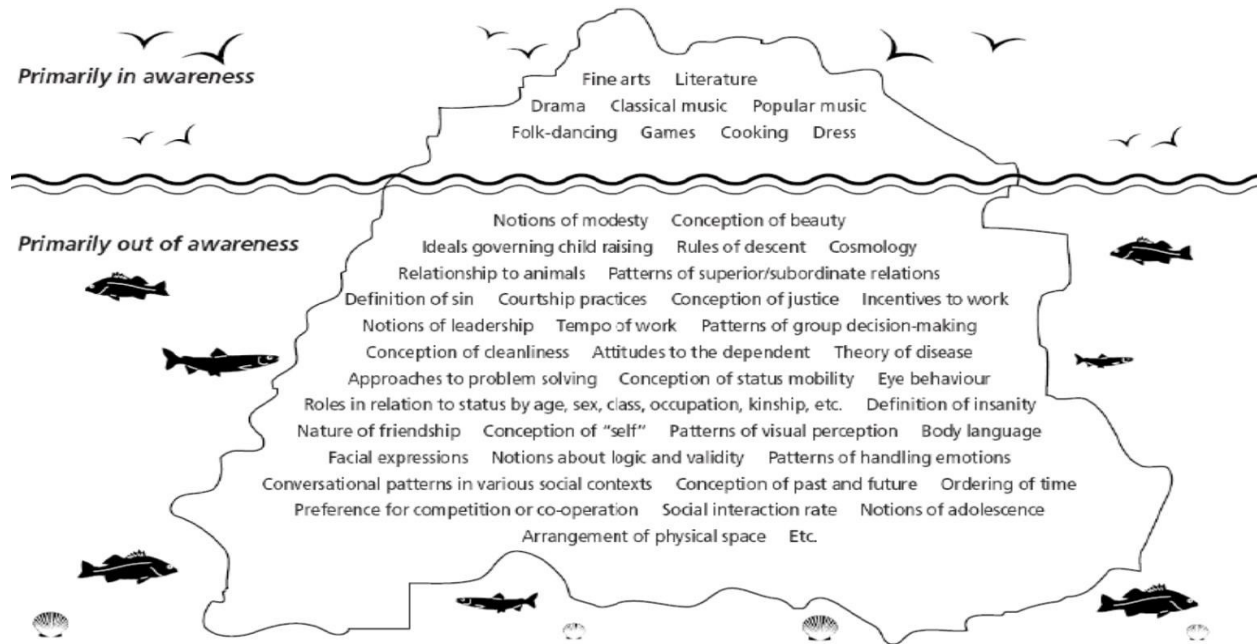 Primarily in awareness
Fine arts Literature
Drama Classical music Popular music
Folk-dancing Games Cooking Dress
Primarily out of awareness
Notions of modesty Conception of beauty
Ideals governing child raising Rules of descent Cosmology
Relationship to animals Patterns of superior/subordinate relations
Definition of sin Courtship practices Conception of justice Incentives to work
Notions of leadership Tempo of work Patterns of group decision-making
Conception of cleanliness Attitudes to the dependent Theory of disease
Approaches to problem solving Conception of status mobility Eye behaviour
Roles in relation to status by age, sex, class, occupation, kinship, etc. Definition of insanity
Nature of friendship Conception of “self” Patterns of visual perception Body language
Facial expressions Notions about logic and validity Patterns of handling emotions
Conversational patterns in various social contexts Conception of past and future Ordering of time
Preference for competition or co-operation Social interaction rate Notions of adolescence
Arrangement of physical space Etc.